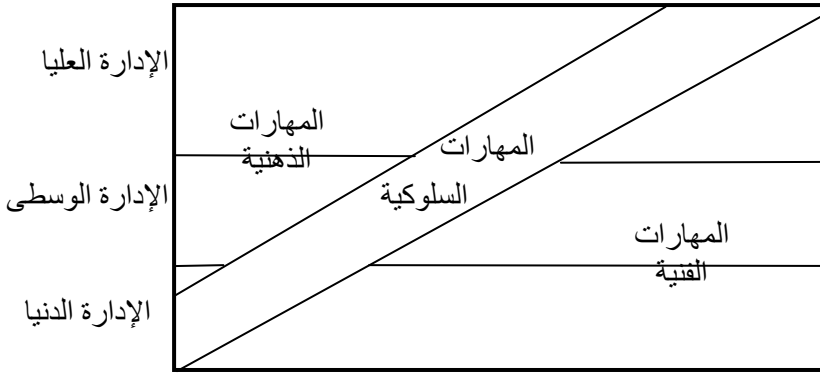 الإدارة العليا
المهارات
الذهنية
المهارات
السلوكية
الإدارة الوسطى
المهارات
الفنية
الإدارة الدنيا